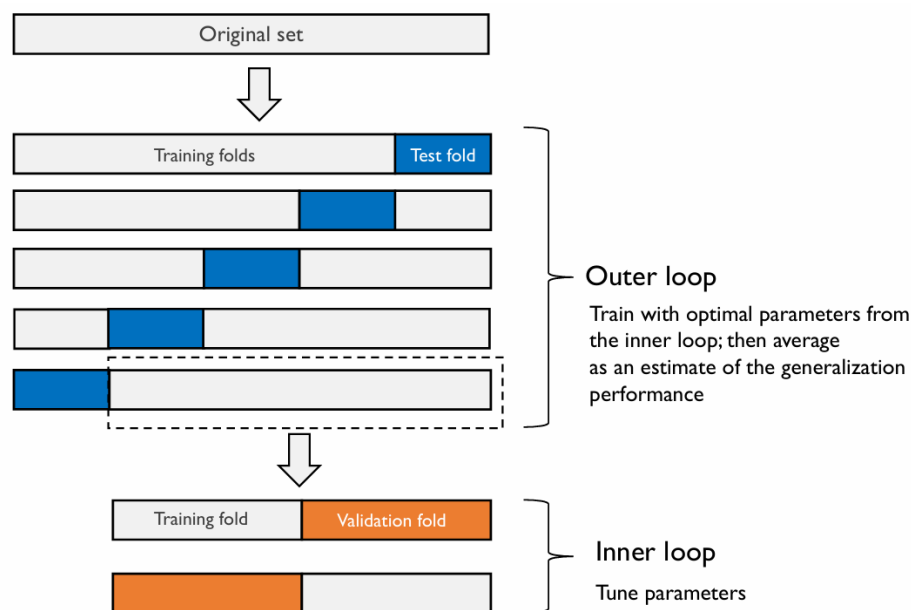 Original set
Training folds
Test fold
Outer loop
Train with optimal parameters from
the inner loop; then average
as an estimate of the generalization
performance
Training fold
Validation fold
Inner loop
Tune parameters